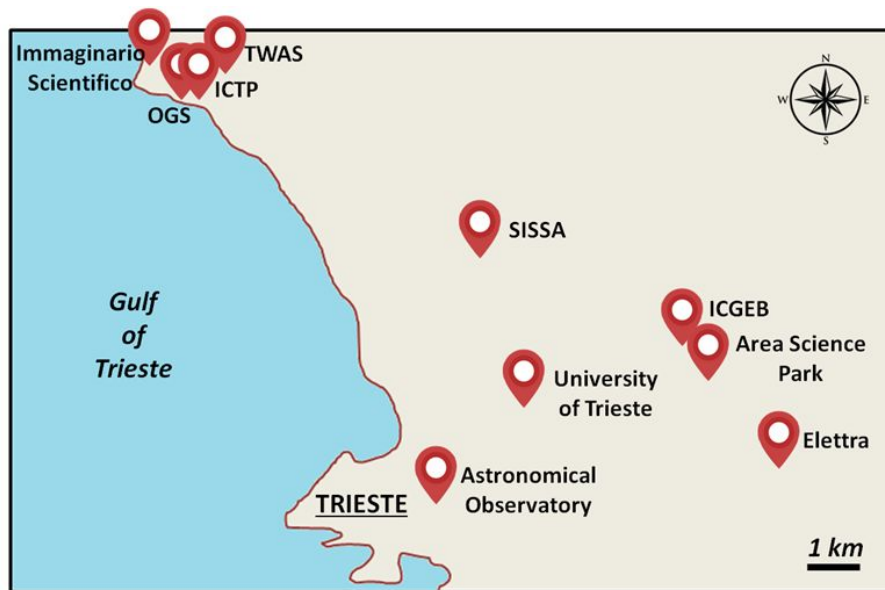 Immaginario
Scientifico
TWAS
ICTP
OGS
N
W
E
S
SISSA
Gulf
of
Trieste
ICGEB
Area Science
Park
University
of Trieste
Elettra
Astronomical
Observatory
TRIESTE
1 km